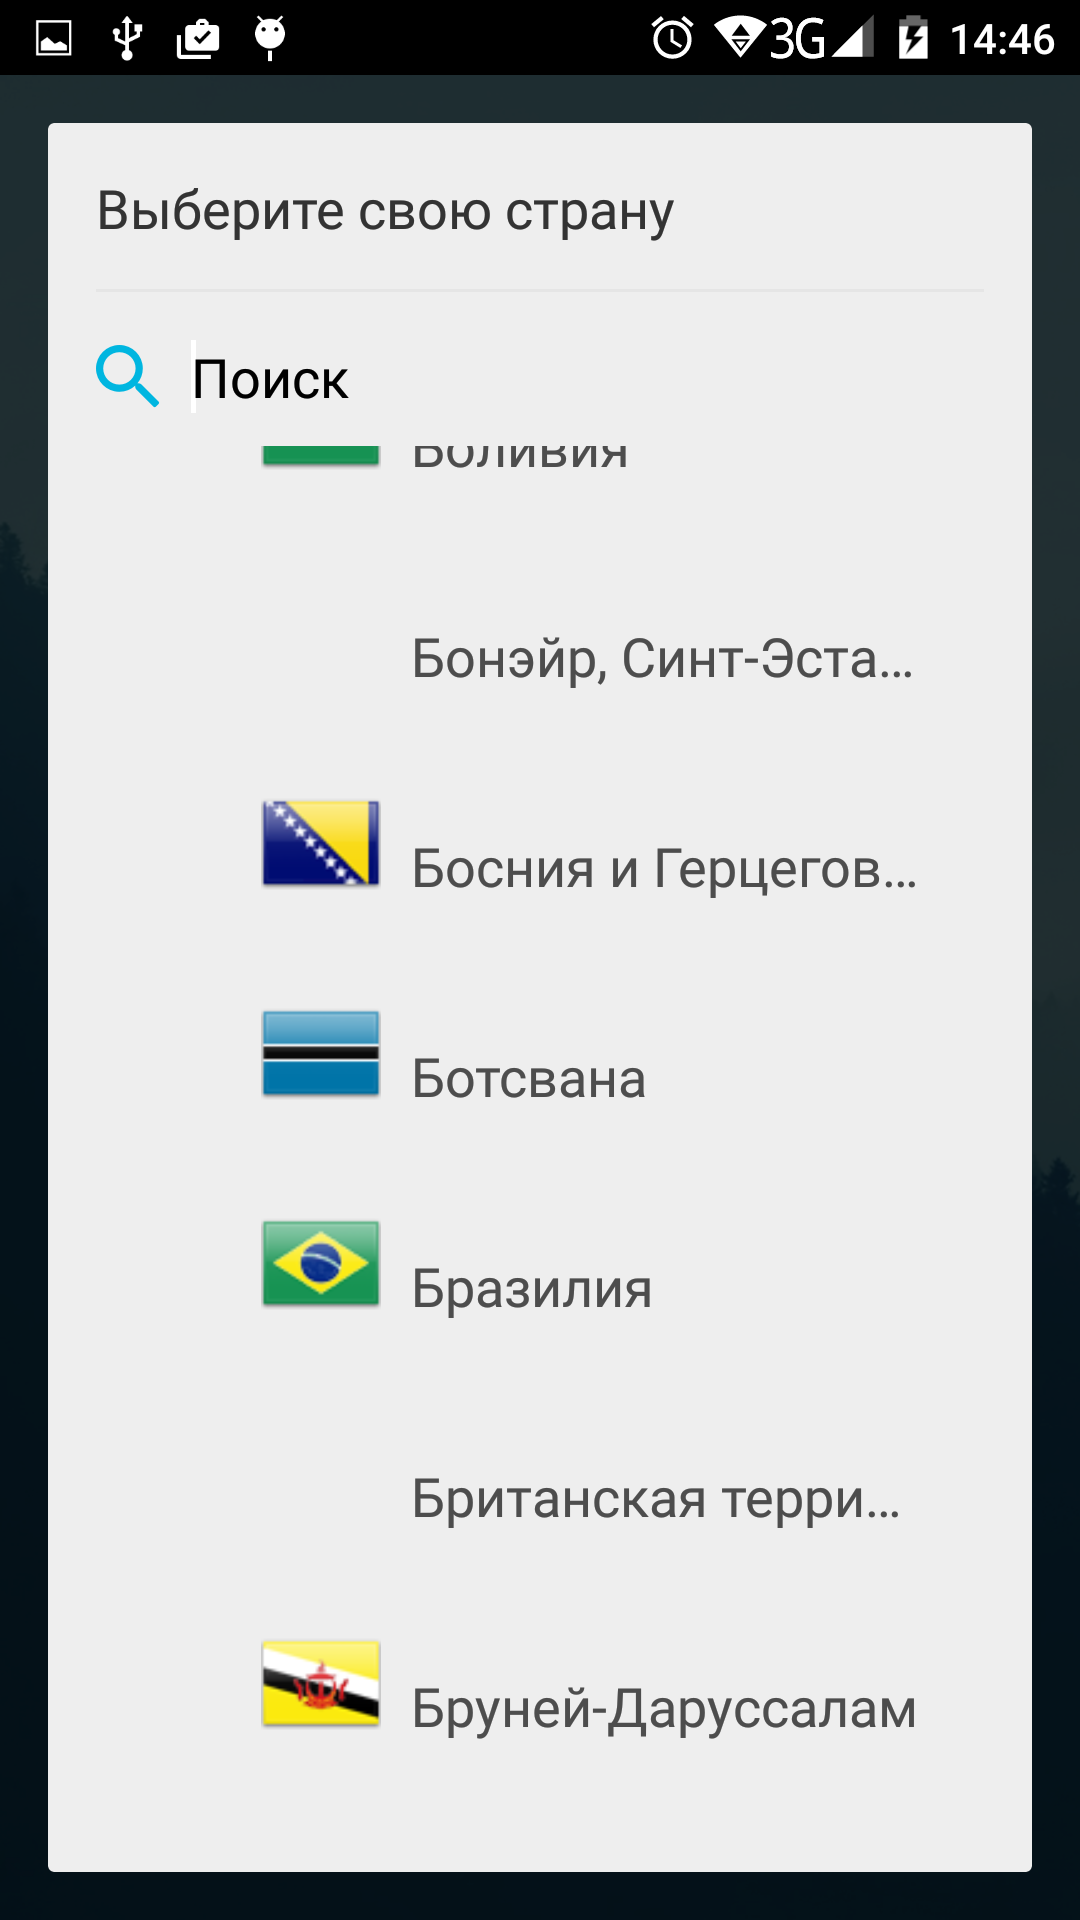 3G 14:46
Выберите свою страну
Поиск
Боливия
Бонэйр, Синт-Эста...
Босния и Герцегов...
Ботсвана
Бразилия
Британская терри...
Бруней-Даруссалам